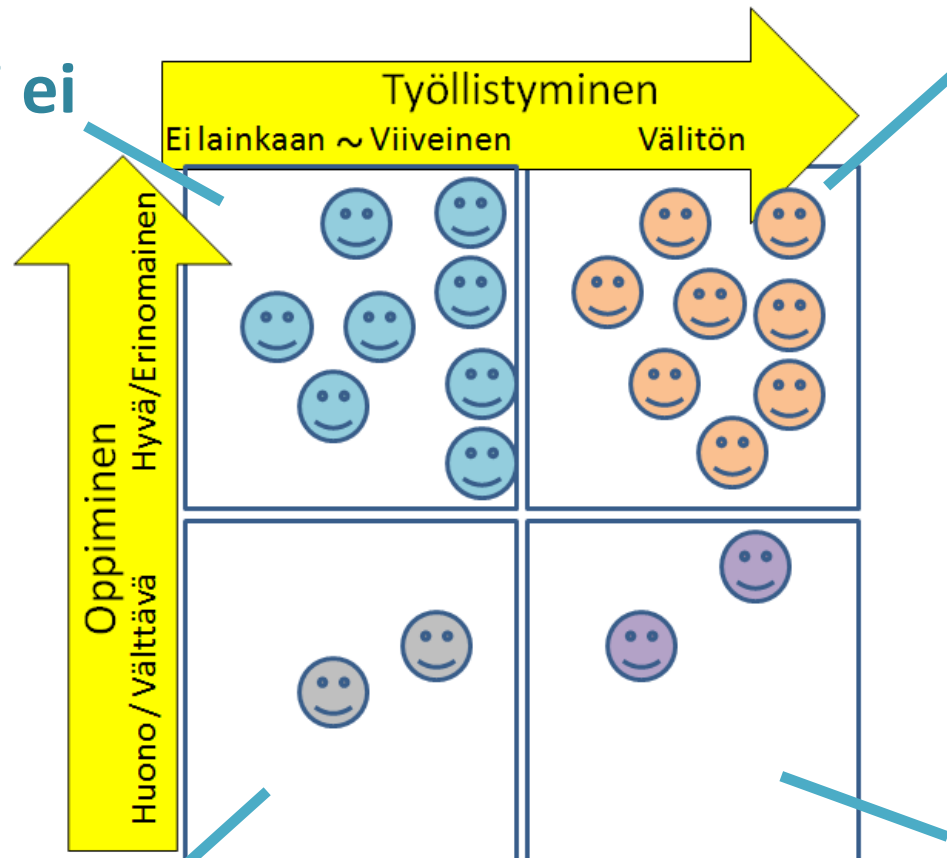 ei
Työllistyminen
Ei lainkaan ~ Viiveinen
Välitön
Oppiminen
Hyvä/Erinomainen
Huono / Välttävä